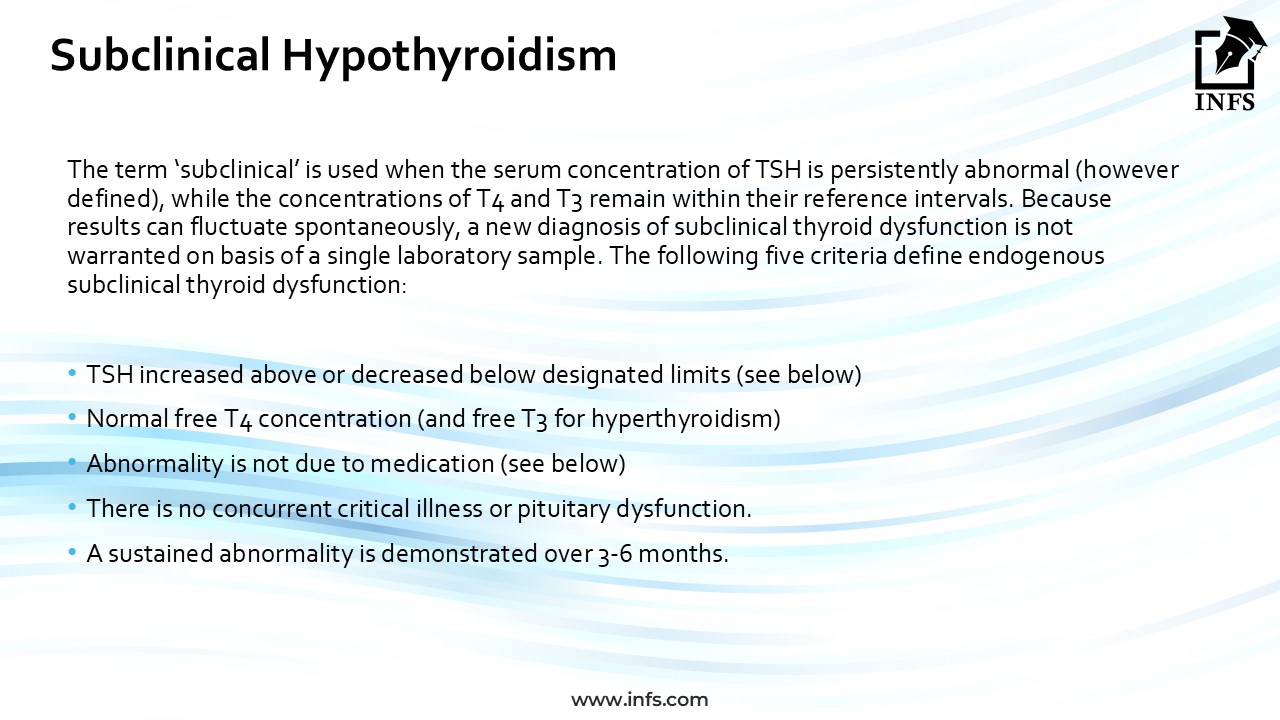 Subclinical Hypothyroidism
INFS
The term ‘subclinical’ is used when the serum concentration of TSH is persistently abnormal (however
defined), while the concentrations of T4 and T3 remain within their reference intervals. Because
results can fluctuate spontaneously, a new diagnosis of subclinical thyroid dysfunction is not
warranted on basis of a single laboratory sample. The following five criteria define endogenous
subclinical thyroid dysfunction:
• TSH increased above or decreased below designated limits (see below)
• Normal free T4 concentration (and free T3 for hyperthyroidism)
• Abnormality is not due to medication (see below)
• There is no concurrent critical illness or pituitary dysfunction.
• A sustained abnormality is demonstrated over 3-6 months.
www.infs.com